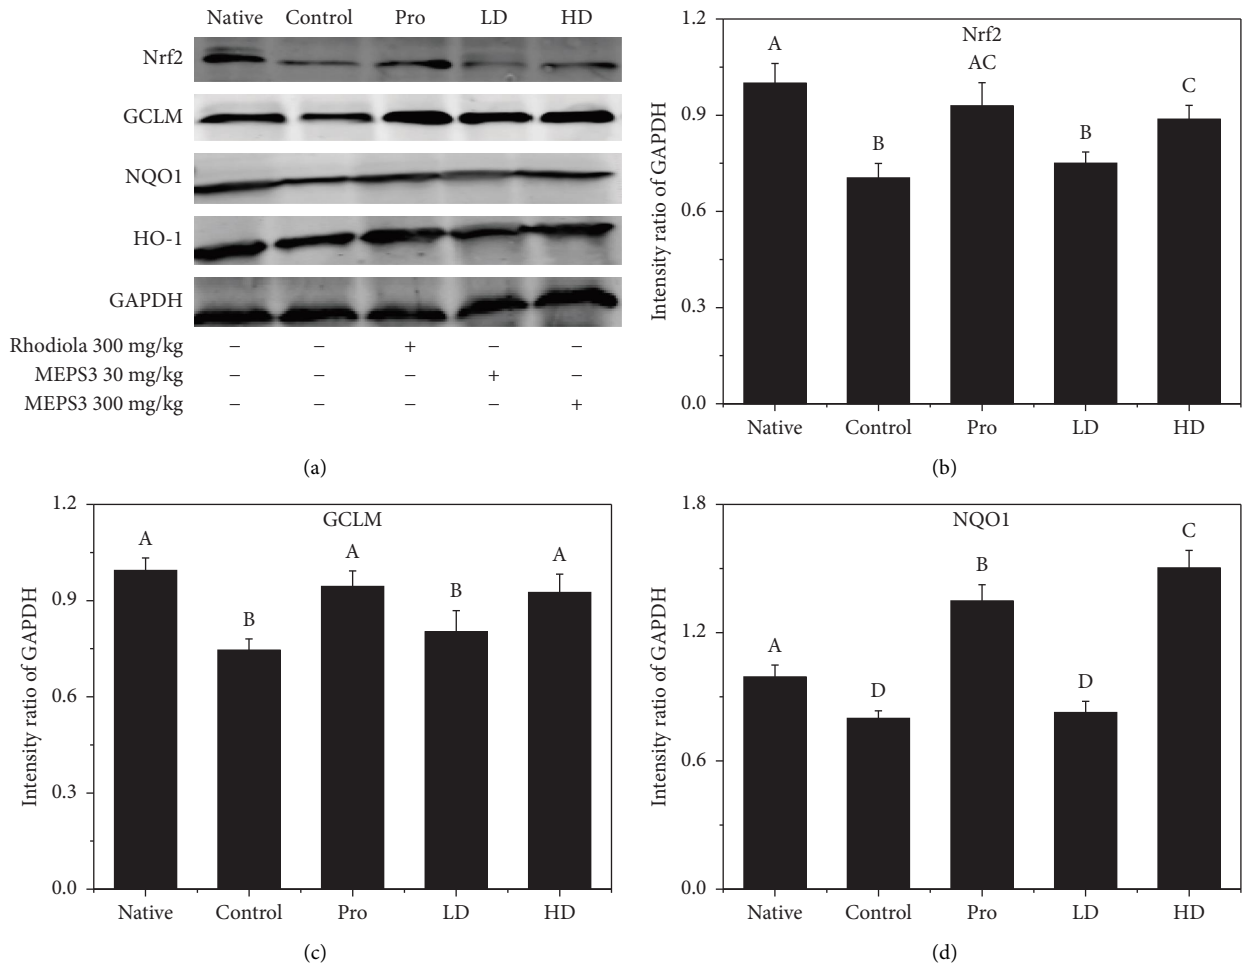 Native Control Pro LD HD
Nrf2
GCLM
NQO1
HO-1
GAPDH
Rhodiola 300 mg/kg − − + − −
MEPS3 30 mg/kg − − − + −
MEPS3 300 mg/kg − − − − +
(a)
Nrf2
Intensity ratio of GAPDH
1.2
0.9
0.6
0.3
0.0
A
B
AC
B
C
Native Control Pro LD HD
(b)
GCLM
Intensity ratio of GAPDH
1.2
0.9
0.6
0.3
0.0
A
B
A
B
A
Native Control Pro LD HD
(c)
NQO1
Intensity ratio of GAPDH
1.8
1.2
0.6
0.0
A
D
B
D
C
Native Control Pro LD HD
(d)